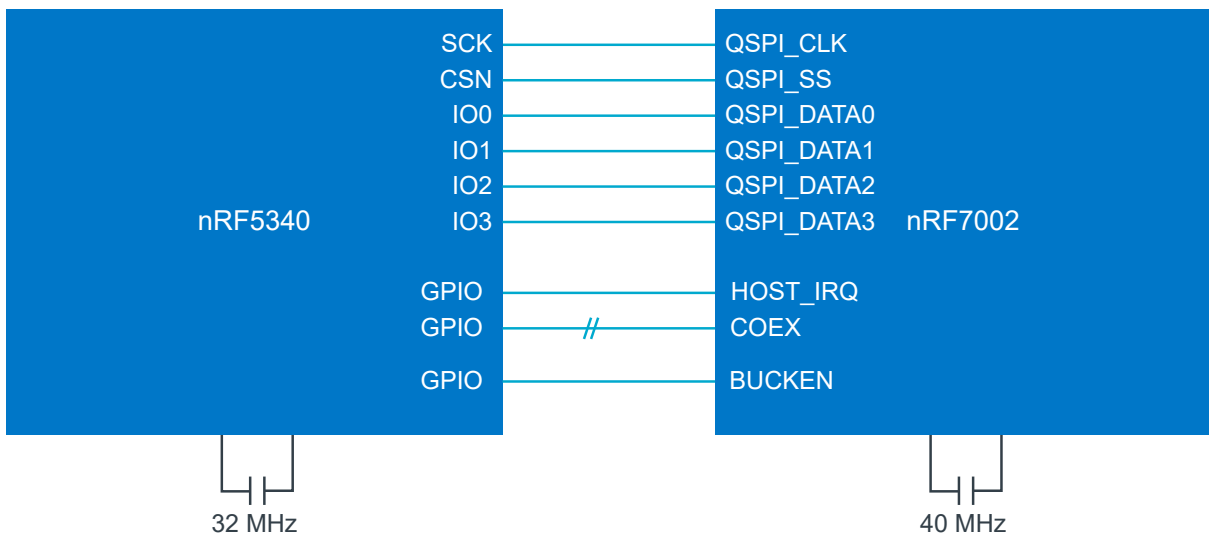 SCK QSPI_CLK
CSN QSPI_SS
IO0 QSPI_DATA0
IO1 QSPI_DATA1
IO2 QSPI_DATA2
nRF5340 IO3 QSPI_DATA3 nRF7002
GPIO HOST_IRQ
GPIO COEX
GPIO BUCKEN
32 MHz 40 MHz